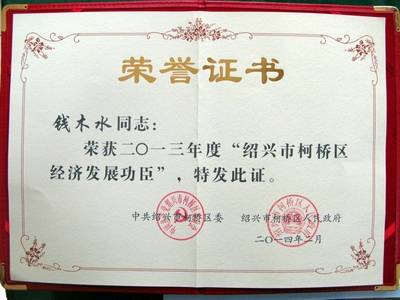 荣誉证书
钱木水同志：
荣获二〇一三年度“绍兴市柯桥区
经济发展功臣”，特发此证。
中共绍兴市柯桥区委 绍兴市柯桥区人民政府
二〇一四年二月